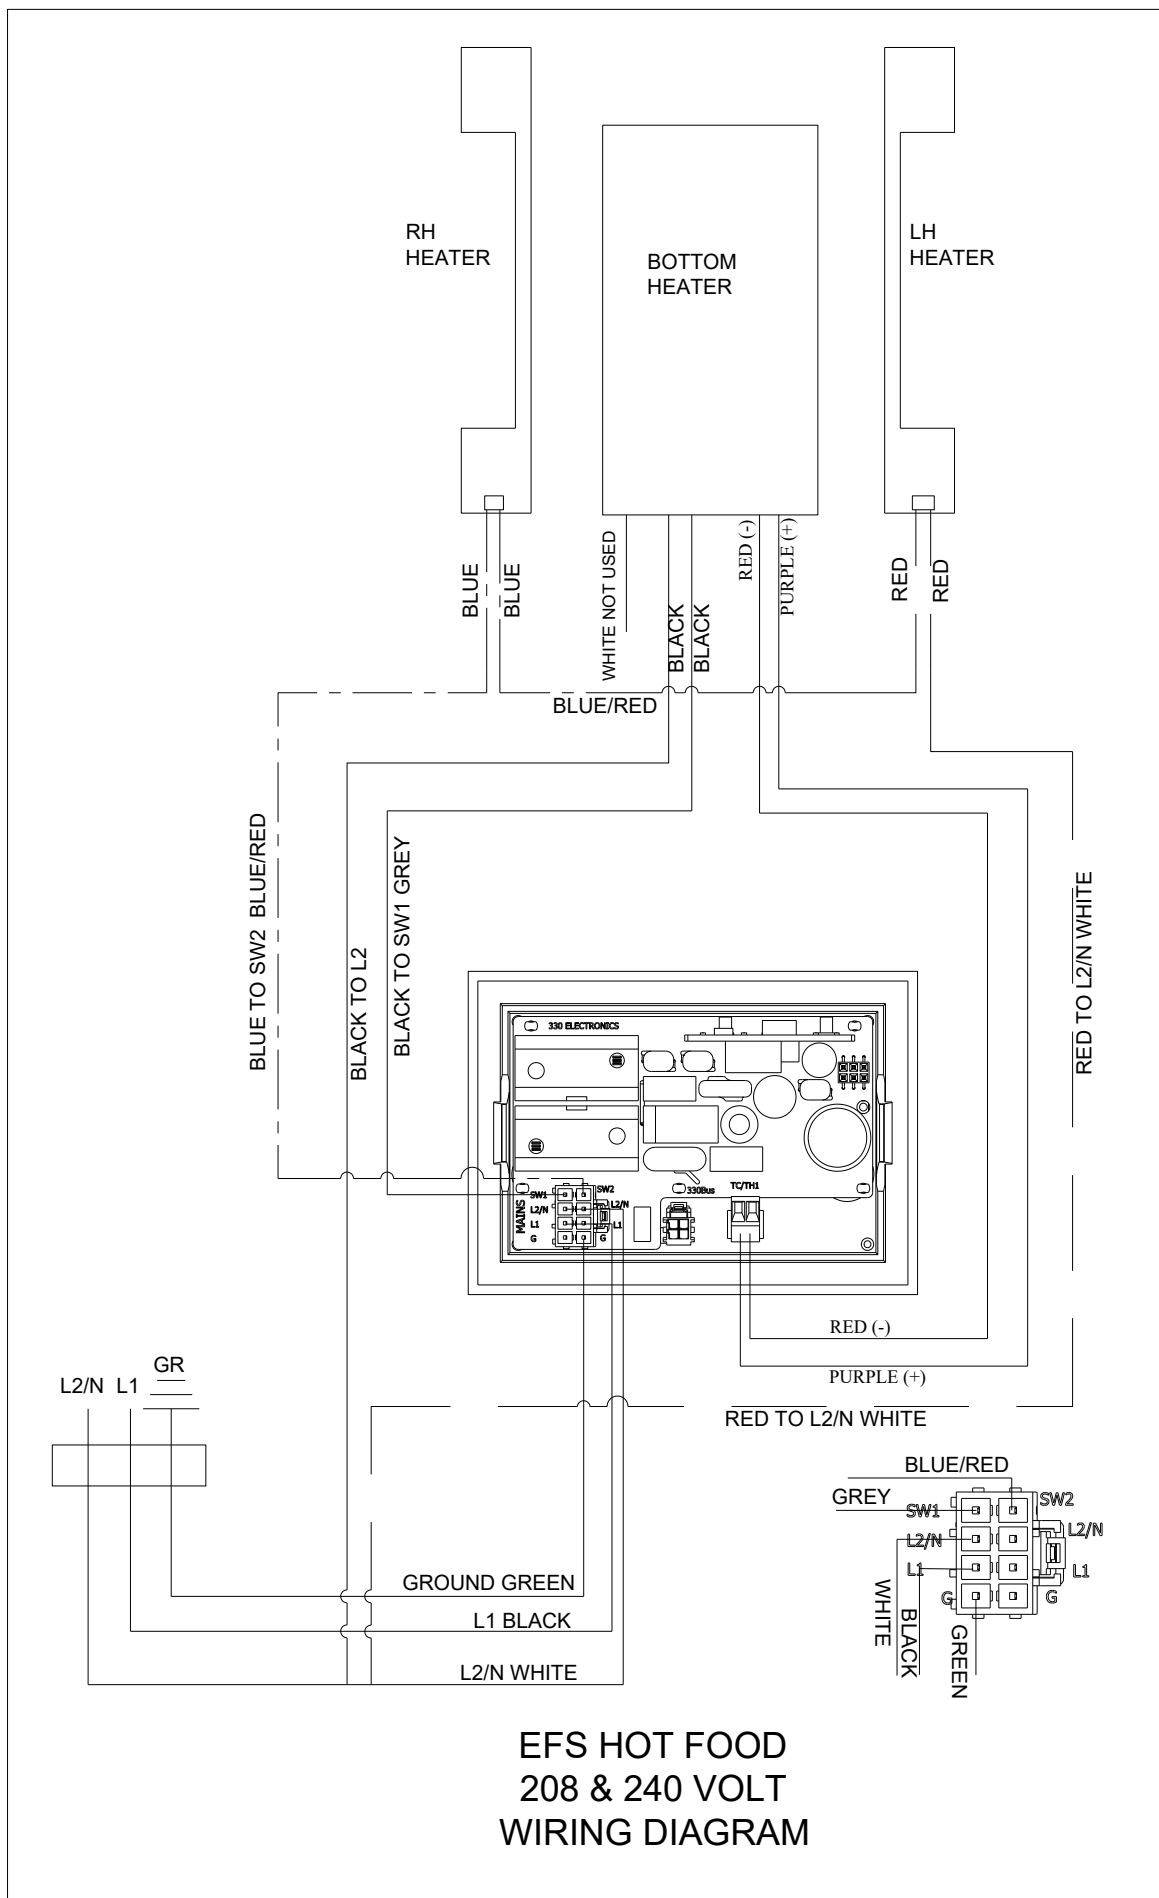 RH
HEATER
BOTTOM
HEATER
LH
HEATER
BLUE
BLUE
WHITE NOT USED
BLACK
BLACK
RED (-)
PURPLE (+)
RED
RED
BLUE/RED
BLUE TO SW2 BLUE/RED
BLACK TO L2
BLACK TO SW1 GREY
RED TO L2/N WHITE
330 ELECTRONICS
MAINS
SW1
SW2
L2/N
L2/N
L1
L1
G
G
330Bus
TC/TH1
RED (-)
PURPLE (+)
RED TO L2/N WHITE
L2/N L1 GR
GROUND GREEN
L1 BLACK
L2/N WHITE
BLUE/RED
GREY
SW1
SW2
L2/N
L2/N
L1
L1
G
G
WHITE
BLACK
GREEN
EFS HOT FOOD
208 & 240 VOLT
WIRING DIAGRAM